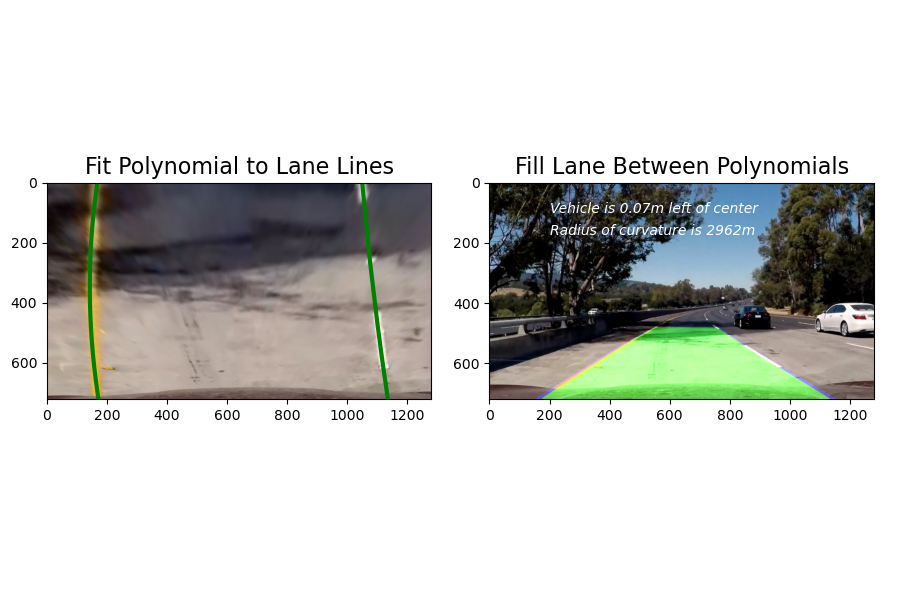 Fit Polynomial to Lane Lines
0
200
400
600
0 200 400 600 800 1000 1200
Fill Lane Between Polynomials
Vehicle is 0.07m left of center
Radius of curvature is 2962m
0
200
400
600
0 200 400 600 800 1000 1200